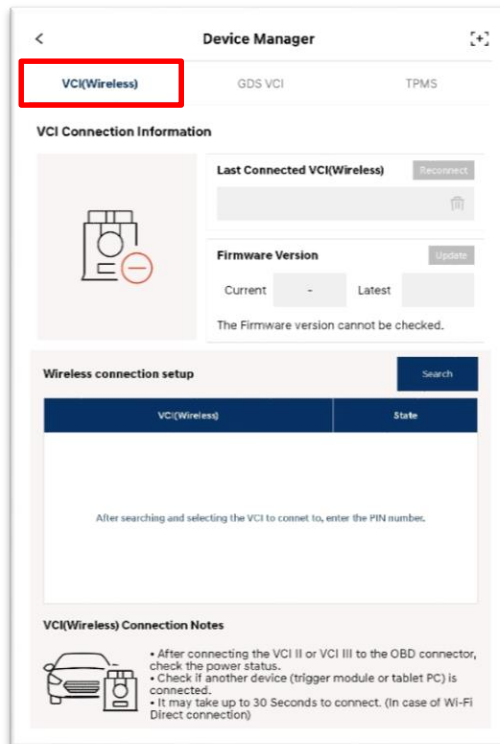 Device Manager
VCI(Wireless)
GDS VCI
TPMS
VCI Connection Information
Last Connected VCI(Wireless)
Reconnect
Firmware Version
Update
Current
-
Latest
The Firmware version cannot be checked.
Wireless connection setup
Search
VCI(Wireless)
State
After searching and selecting the VCI to connet to, enter the PIN number.
VCI(Wireless) Connection Notes
• After connecting the VCI II or VCI III to the OBD connector,
check the power status.
• Check if another device (trigger module or tablet PC) is
connected.
• It may take up to 30 Seconds to connect. (In case of Wi-Fi
Direct connection)